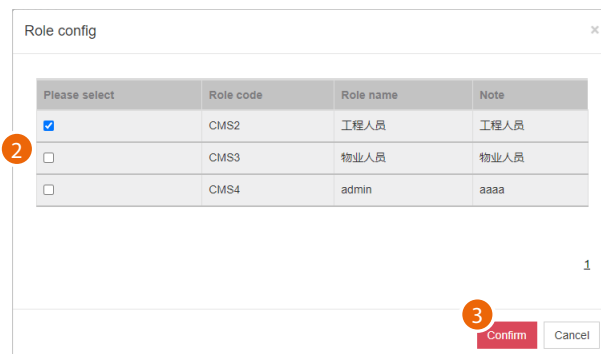 Role config ×
Please select Role code Role name Note
CMS2 工程人员 工程人员
2
CMS3 物业人员 物业人员
CMS4 admin aaaa
1
3
Confirm Cancel